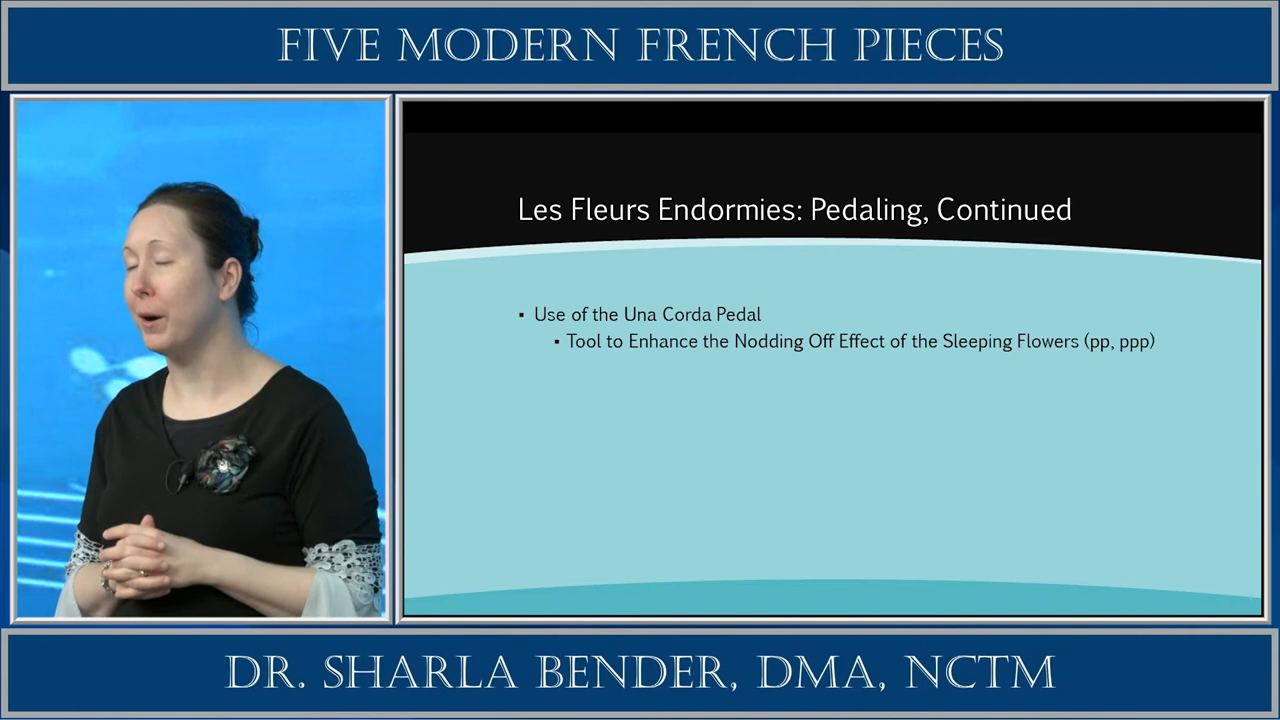 FIVE MODERN FRENCH PIECES
Les Fleurs Endormies: Pedaling, Continued
▪ Use of the Una Corda Pedal
▪ Tool to Enhance the Nodding Off Effect of the Sleeping Flowers (pp, ppp)
DR. SHARLA BENDER, DMA, NCTM